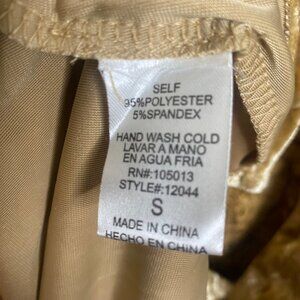 SELF
95%POLYESTER
5%SPANDEX
HAND WASH COLD
LAVAR A MANO
EN AGUA FRIA
RN#:105013
STYLE#:12044
S
MADE IN CHINA
HECHO EN CHINA